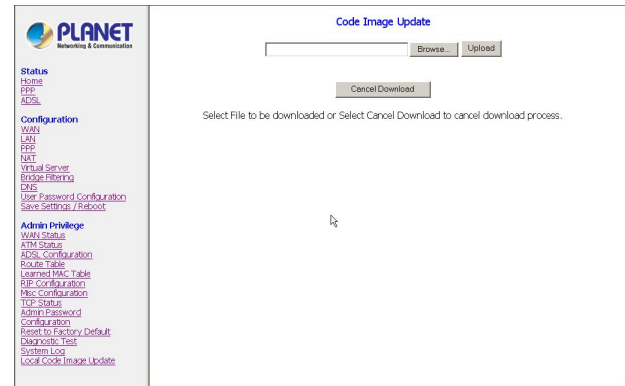 PLANET
Networking & Communication
Status
Home
PPP
ADSL
Configuration
WAN
LAN
PPP
NAT
Virtual Server
Bridge Filtering
DNS
User Password Configuration
Save Settings / Reboot
Admin Privilege
WAN Status
ATM Status
ADSL Configuration
Route Table
Learned MAC Table
RIP Configuration
Misc Configuration
TCP Status
Admin Password
Configuration
Reset to Factory Default
Diagnostic Test
System Log
Local Code Image Update
Code Image Update
Browse... Upload
Cancel Download
Select File to be downloaded or Select Cancel Download to cancel download process.